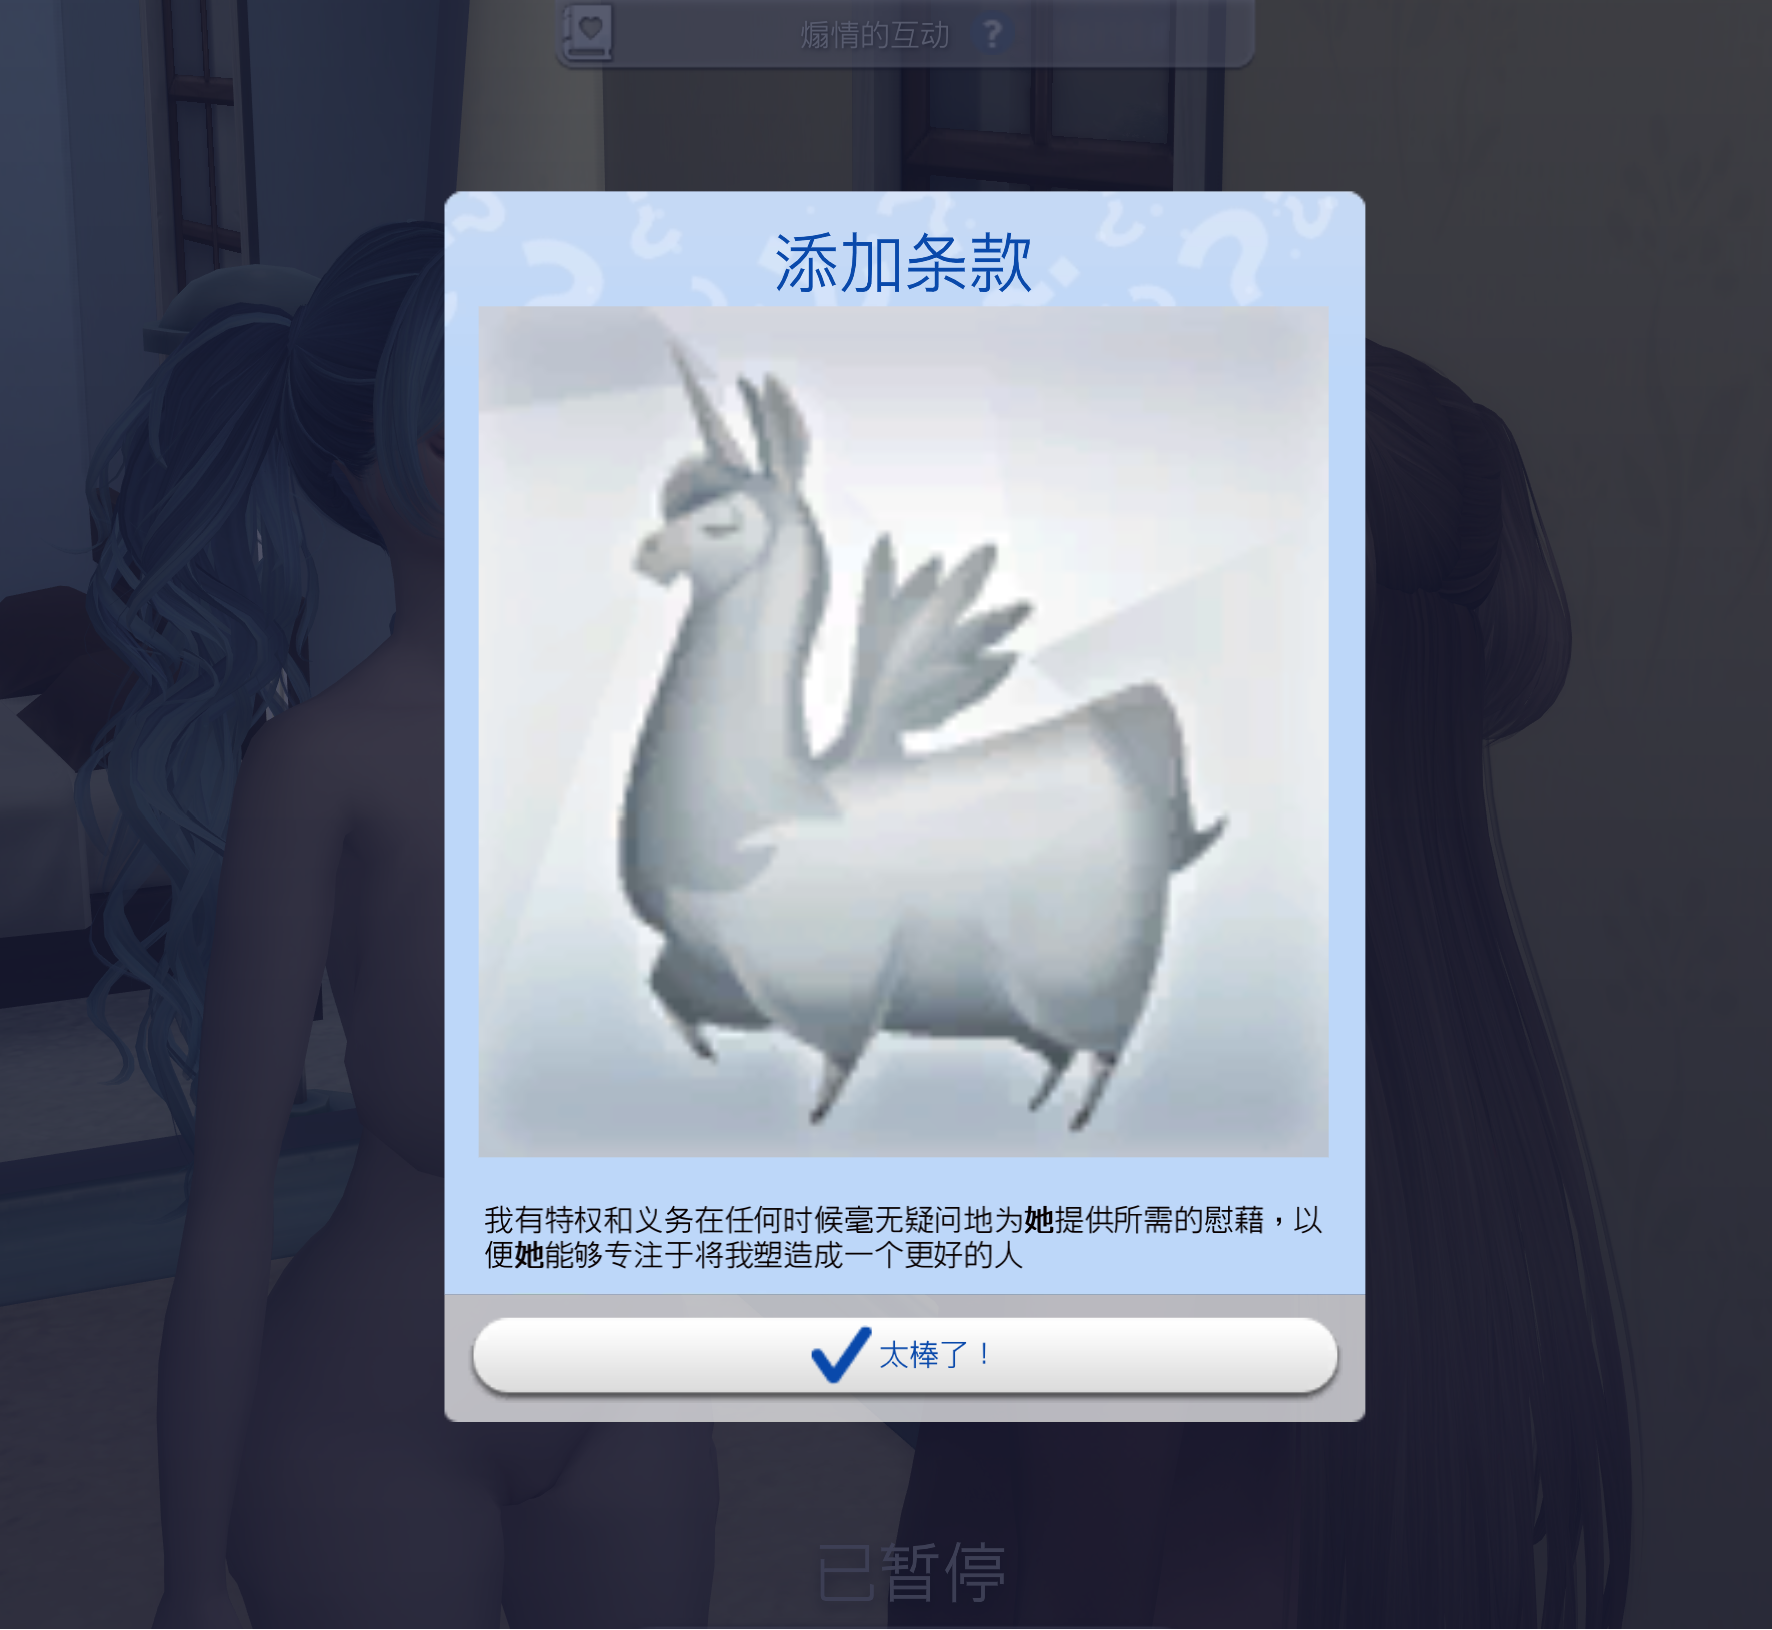 煽情的互动 ?
添加条款
我有特权和义务在任何时候毫无疑问地为她提供所需的慰藉，以
便她能够专注于将我塑造成一个更好的人
太棒了！
已暂停